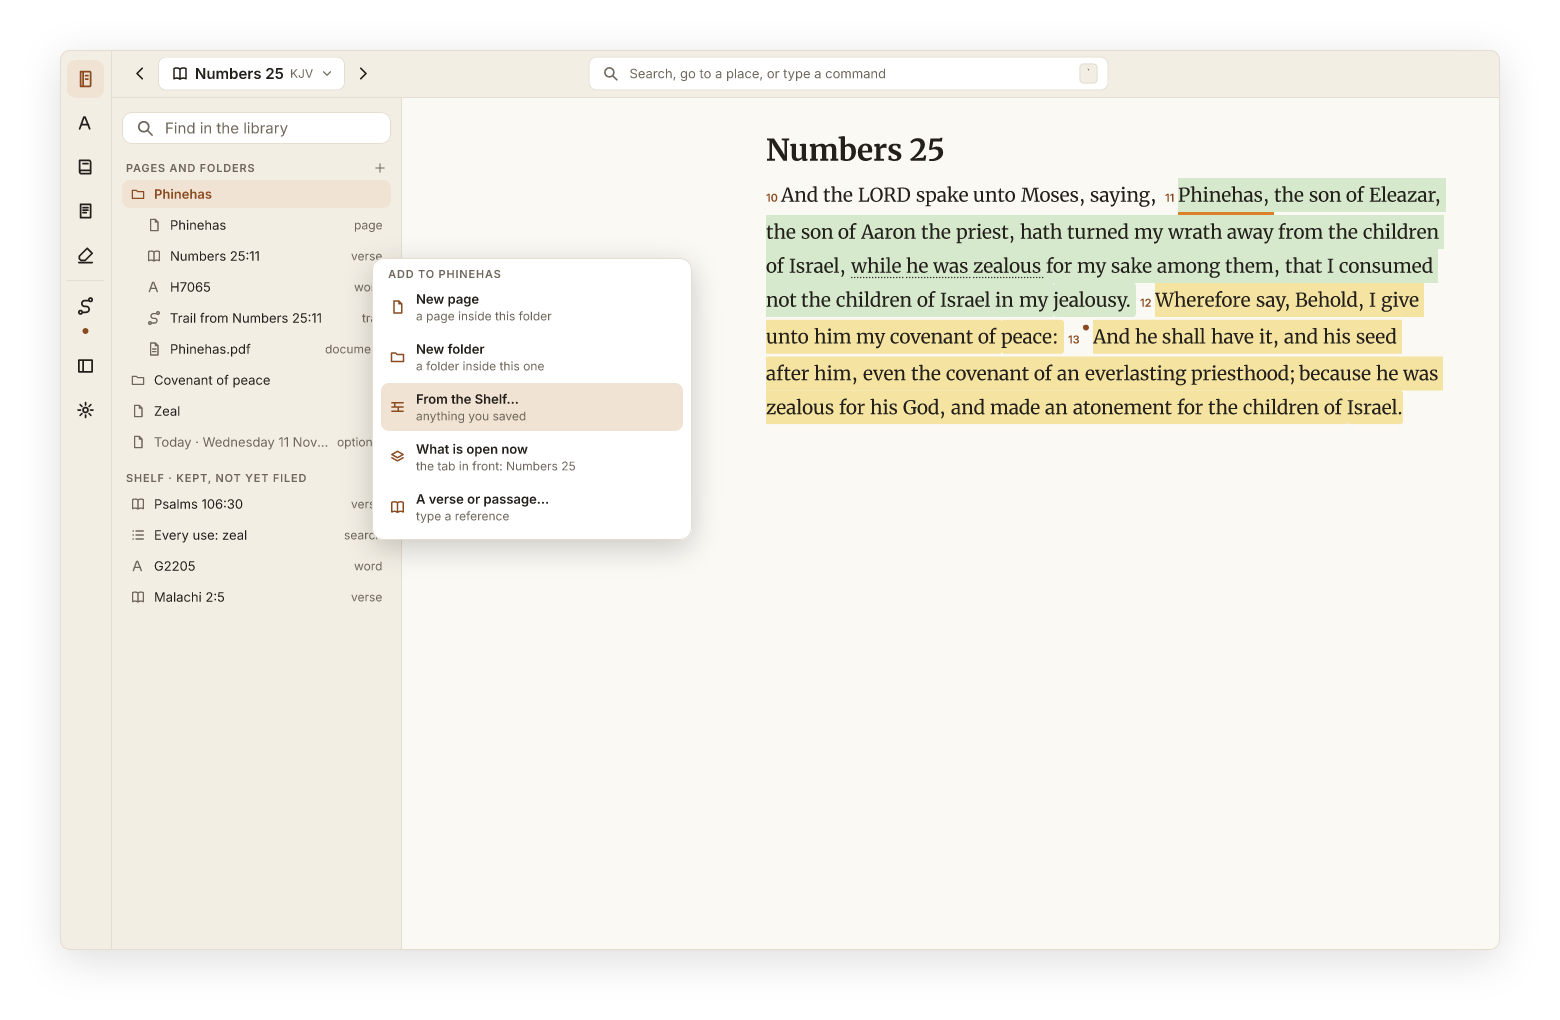 Numbers 25 KJV
Search, go to a place, or type a command
Find in the library
PAGES AND FOLDERS
Phinehas
Phinehas page
Numbers 25:11 verse
H7065
Trail from Numbers 25:11
Phinehas.pdf
Covenant of peace
Zeal
Today · Wednesday 11 Nov...
SHELF · KEPT, NOT YET FILED
Psalms 106:30
Every use: zeal
G2205 word
Malachi 2:5 verse
ADD TO PHINEHAS
New page
a page inside this folder
New folder
a folder inside this one
From the Shelf...
anything you saved
What is open now
the tab in front: Numbers 25
A verse or passage...
type a reference
Numbers 25
10 And the LORD spake unto Moses, saying, 11 Phinehas, the son of Eleazar,
the son of Aaron the priest, hath turned my wrath away from the children
of Israel, while he was zealous for my sake among them, that I consumed
not the children of Israel in my jealousy. 12 Wherefore say, Behold, I give
unto him my covenant of peace: 13 And he shall have it, and his seed
after him, even the covenant of an everlasting priesthood; because he was
zealous for his God, and made an atonement for the children of Israel.